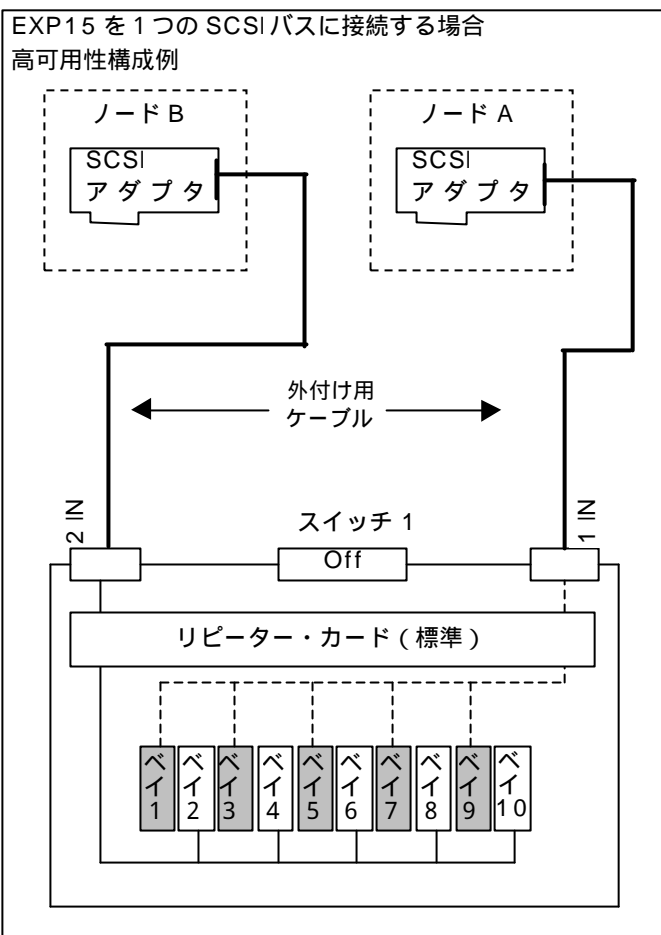 EXP15 を1つの SCSI バスに接続する場合
高可用性構成例
ノード B
ノード A
SCSI
アダプタ
SCSI
アダプタ
外付け用
ケーブル
2 IN
スイッチ 1
1 IN
Off
リピーター・カード ( 標準 )
ベイ1
ベイ2
ベイ3
ベイ4
ベイ5
ベイ6
ベイ7
ベイ8
ベイ9
ベイ10